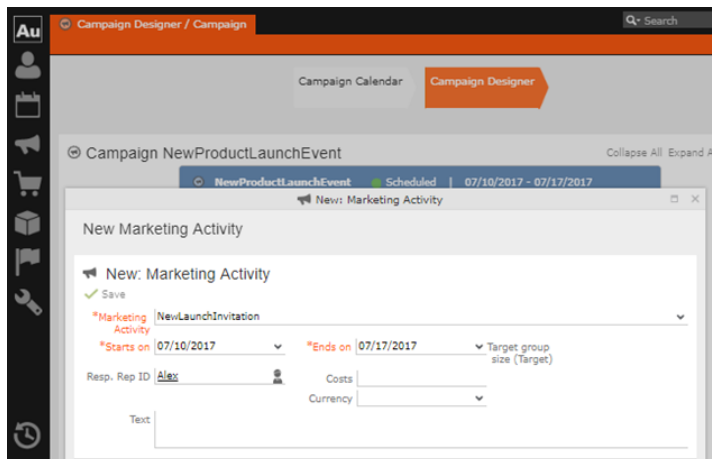 Au
Campaign Designer / Campaign
Search
Campaign Calendar
Campaign Designer
Campaign NewProductLaunchEvent
Collapse All Expand A
NewProductLaunchEvent Scheduled | 07/10/2017 - 07/17/2017
New: Marketing Activity
New Marketing Activity
New: Marketing Activity
Save
*Marketing Activity NewLaunchInvitation
*Starts on 07/10/2017 *Ends on 07/17/2017 Target group size (Target)
Resp. Rep ID Alex Costs
Currency
Text